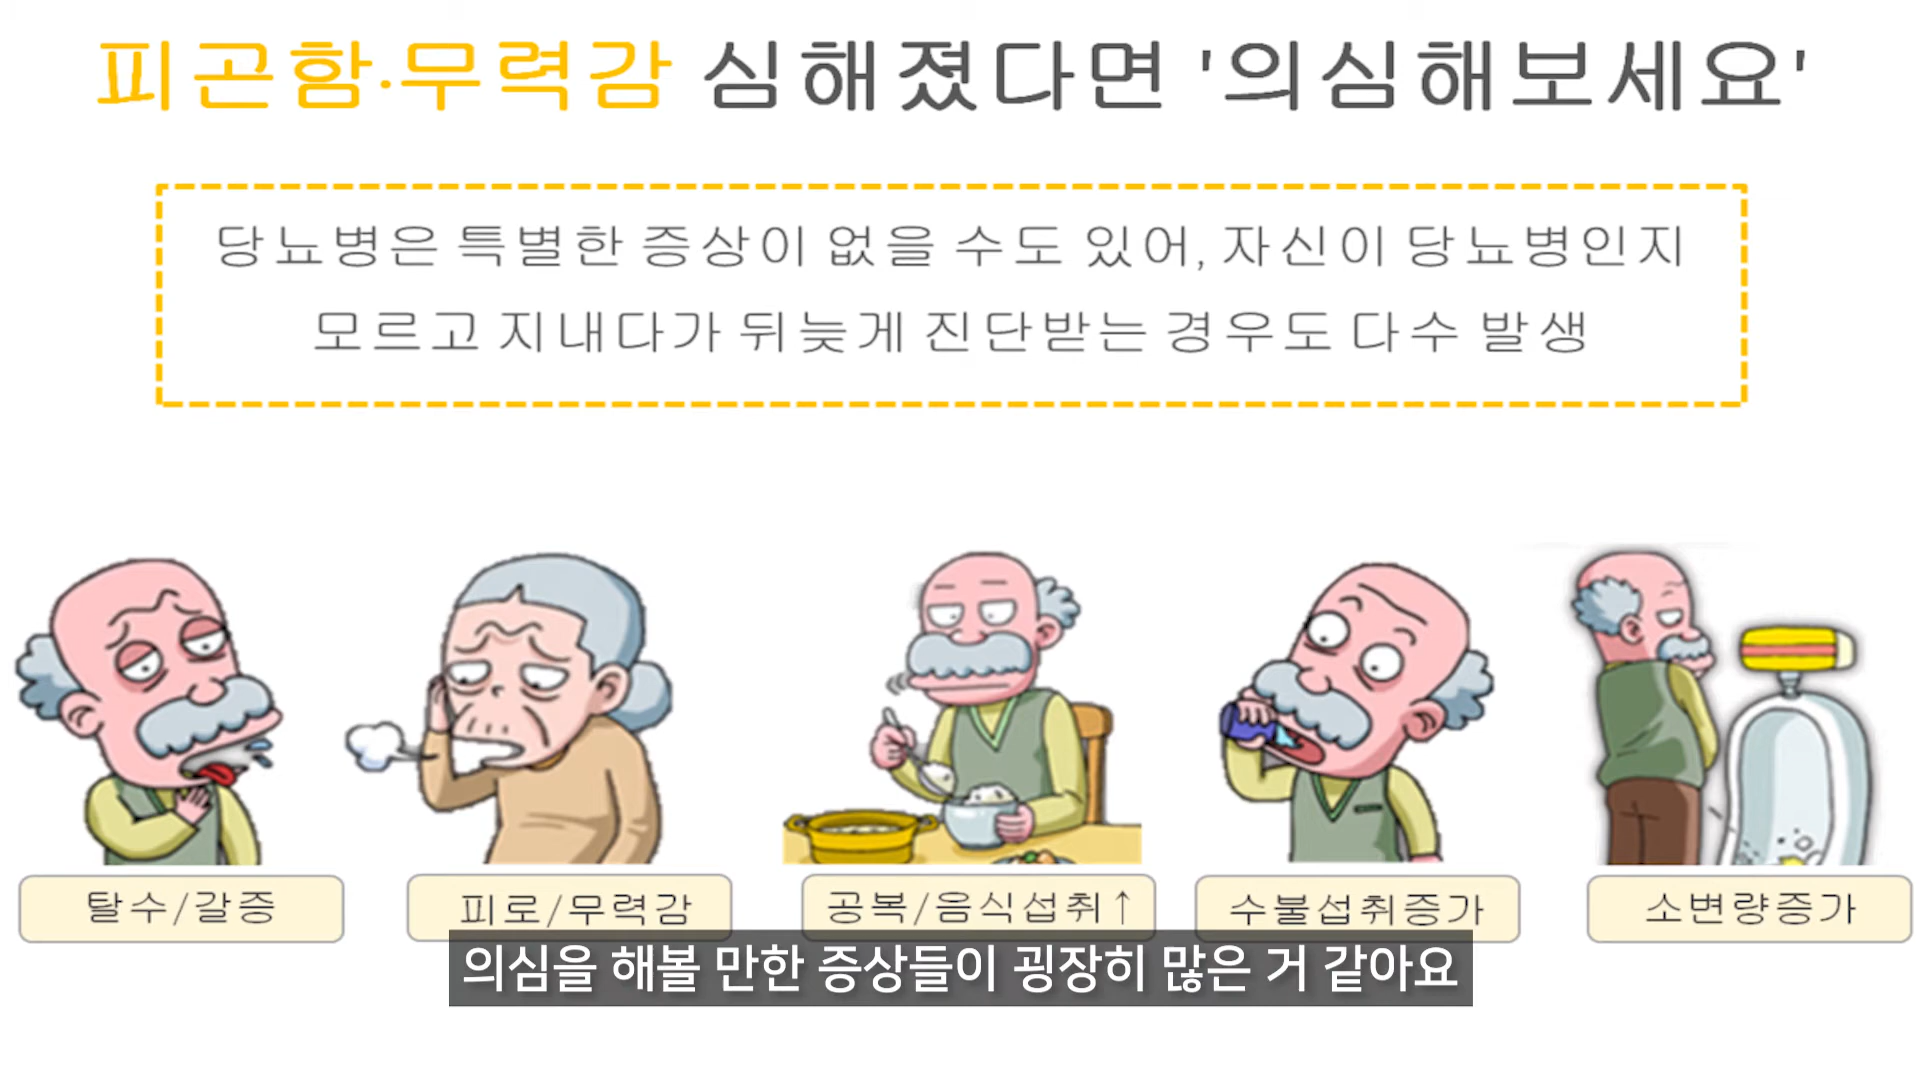 피곤함·무력감 심해졌다면 '의심해보세요'
당뇨병은 특별한 증상이 없을 수도 있어, 자신이 당뇨병인지
모르고 지내다가 뒤늦게 진단받는 경우도 다수 발생
탈수/갈증
피로/무력감
공복/음식섭취↑
수불섭취증가
소변량증가
의심을 해볼 만한 증상들이 굉장히 많은 거 같아요